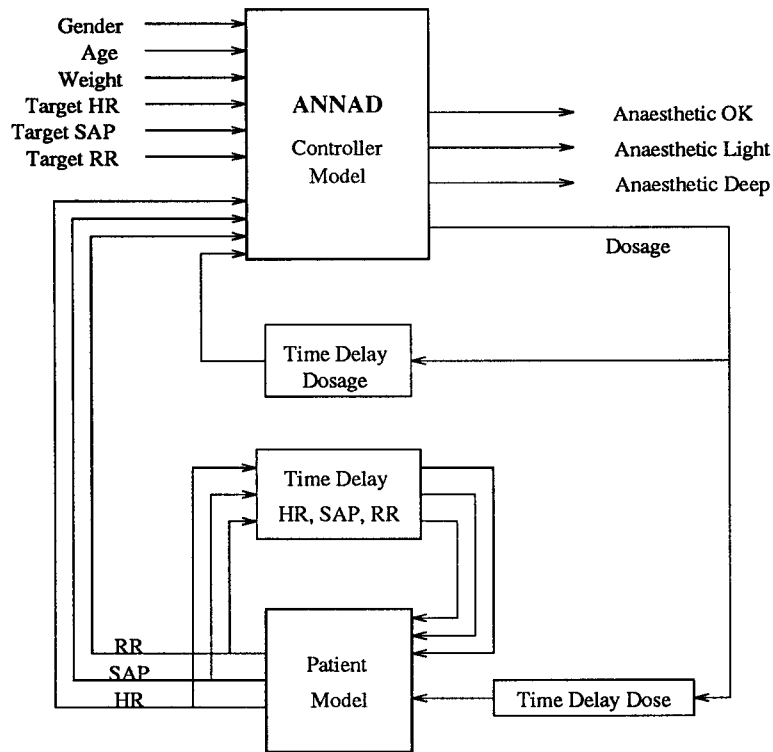 Gender
Age
Weight
Target HR
Target SAP
Target RR
ANNAD
Controller
Model
Anaesthetic OK
Anaesthetic Light
Anaesthetic Deep
Dosage
Time Delay
Dosage
Time Delay
HR, SAP, RR
RR
SAP
HR
Patient
Model
Time Delay Dose